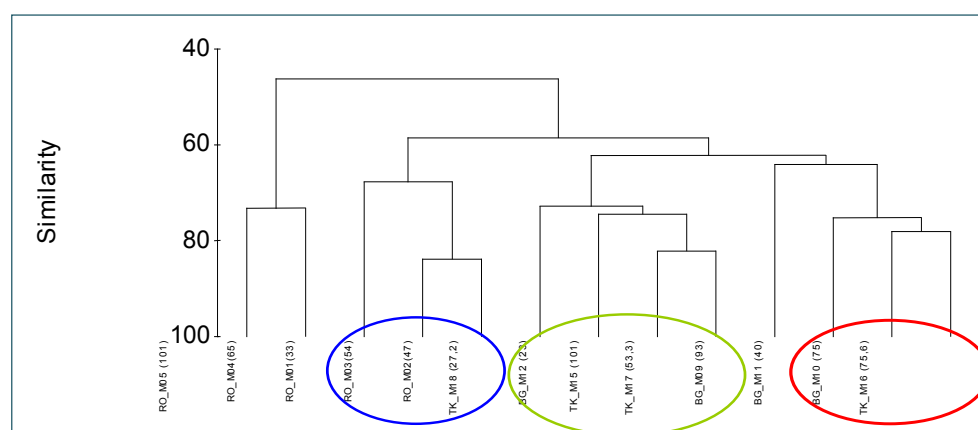 40
60
80
100
Similarity
RO_M05 (101)
RO_M04(65)
RO_M01(33)
RO_M03(54)
RO_M02(47)
TK_M18 (27.2)
BG_M12 (23)
TK_M15 (101)
TK_M17 (53.3)
BG_M09 (93)
BG_M11 (40)
BG_M10 (75)
TK_M16 (75,6)